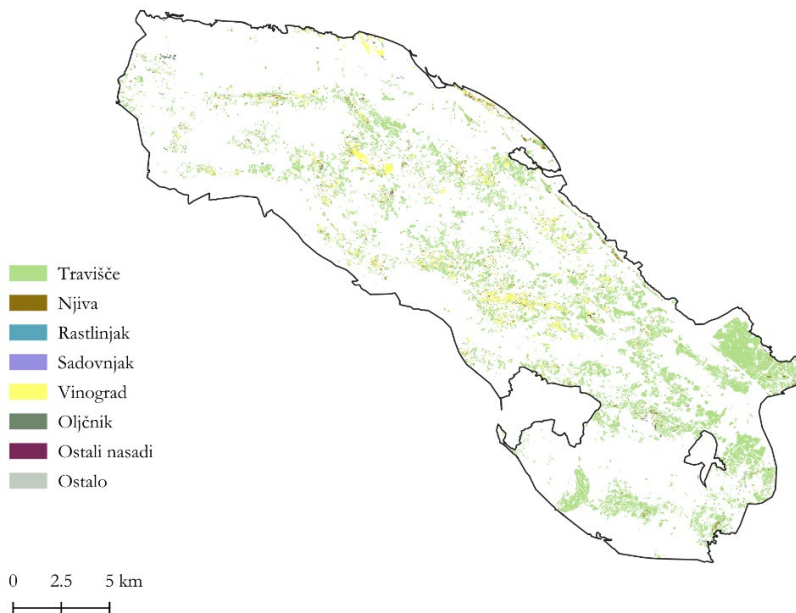 Travišče
Njiva
Rastlinjak
Sadovnjak
Vinograd
Oljčnik
Ostali nasadi
Ostalo
0 2.5 5 km